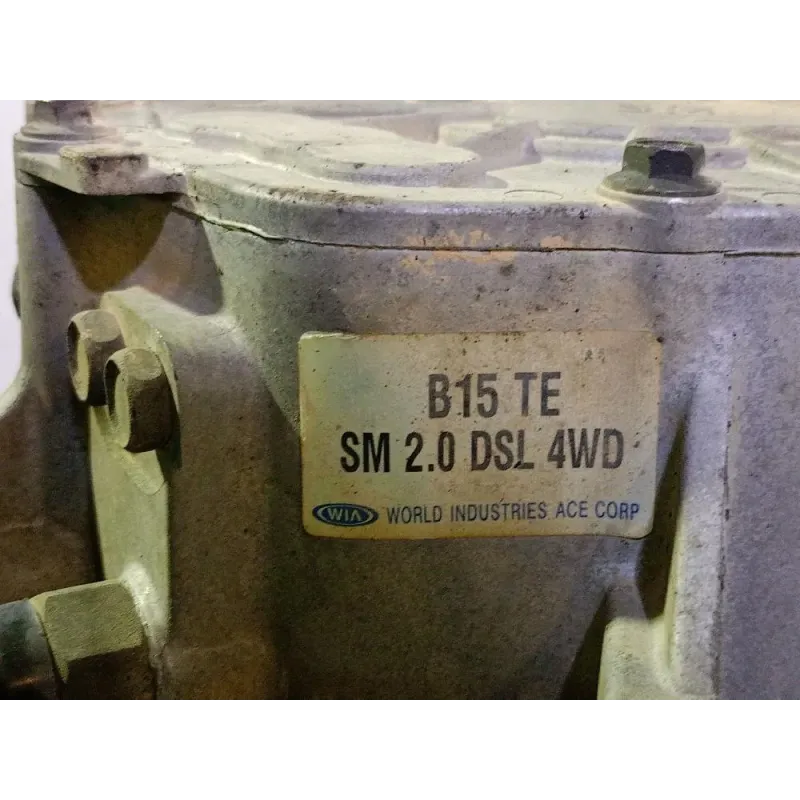 B15 TE
SM 2.0 DSL 4WD
WIA WORLD INDUSTRIES ACE CORP